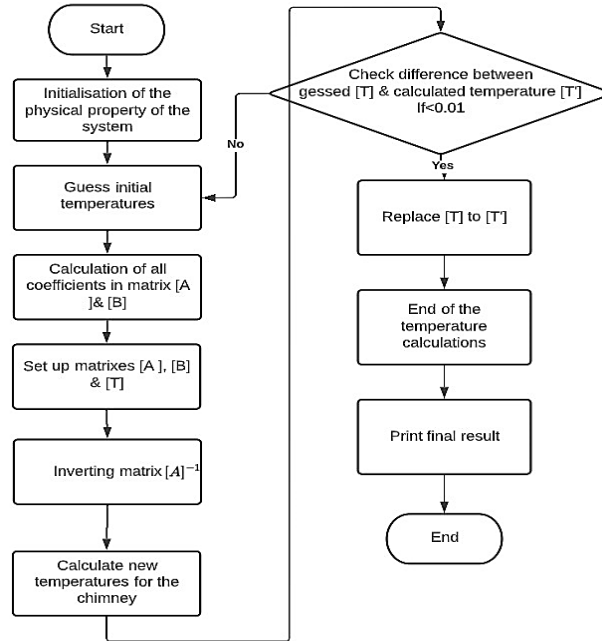 Start
Initialisation of the
physical property of the
system
Guess initial
temperatures
Calculation of all
coefficients in matrix [A
]& [B]
Set up matrixes [A ], [B]
& [T]
Inverting matrix [A]⁻¹
Calculate new
temperatures for the
chimney
Check difference between
gessed [T] & calculated temperature [T']
If<0.01
No
Yes
Replace [T] to [T']
End of the
temperature
calculations
Print final result
End